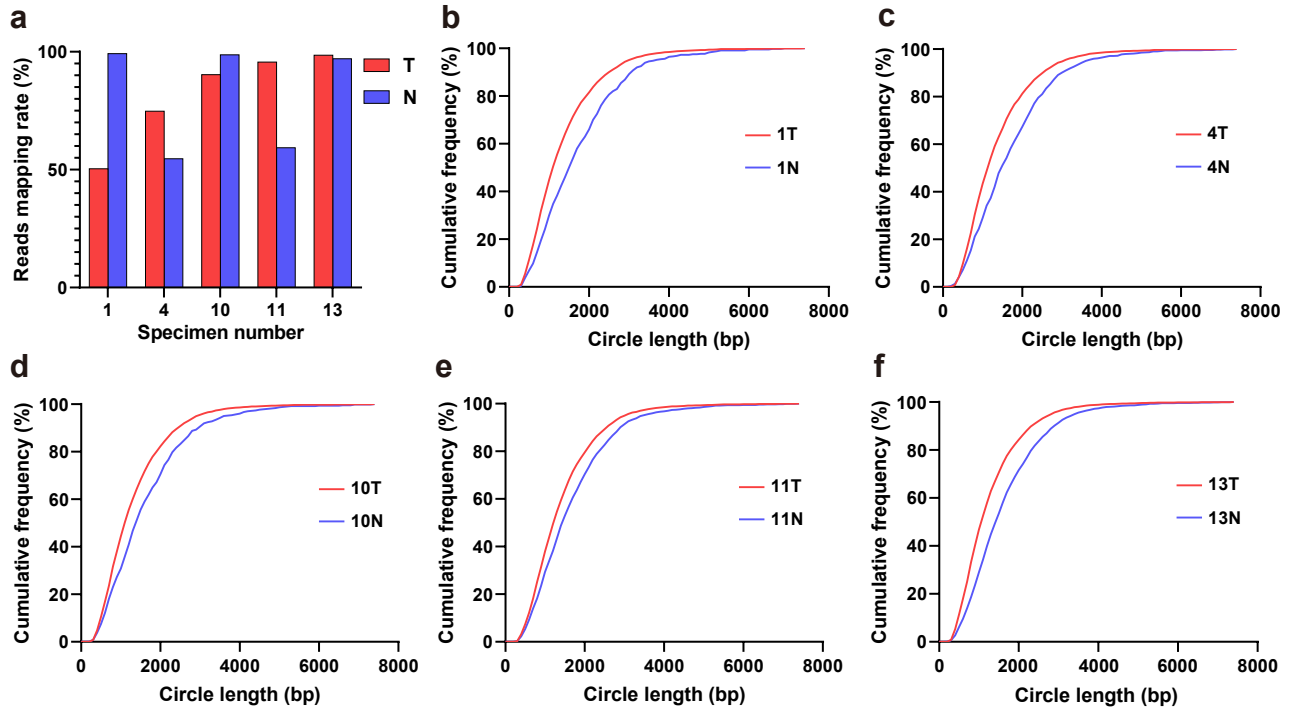 a
Reads mapping rate (%)
100
50
0
1 4 10 11 13
Specimen number
T
N
b
Cumulative frequency (%)
100
80
60
40
20
0
0 2000 4000 6000 8000
Circle length (bp)
1T
1N
c
Cumulative frequency (%)
100
80
60
40
20
0
0 2000 4000 6000 8000
Circle length (bp)
4T
4N
d
Cumulative frequency (%)
100
80
60
40
20
0
0 2000 4000 6000 8000
Circle length (bp)
10T
10N
e
Cumulative frequency (%)
100
80
60
40
20
0
0 2000 4000 6000 8000
Circle length (bp)
11T
11N
f
Cumulative frequency (%)
100
80
60
40
20
0
0 2000 4000 6000 8000
Circle length (bp)
13T
13N